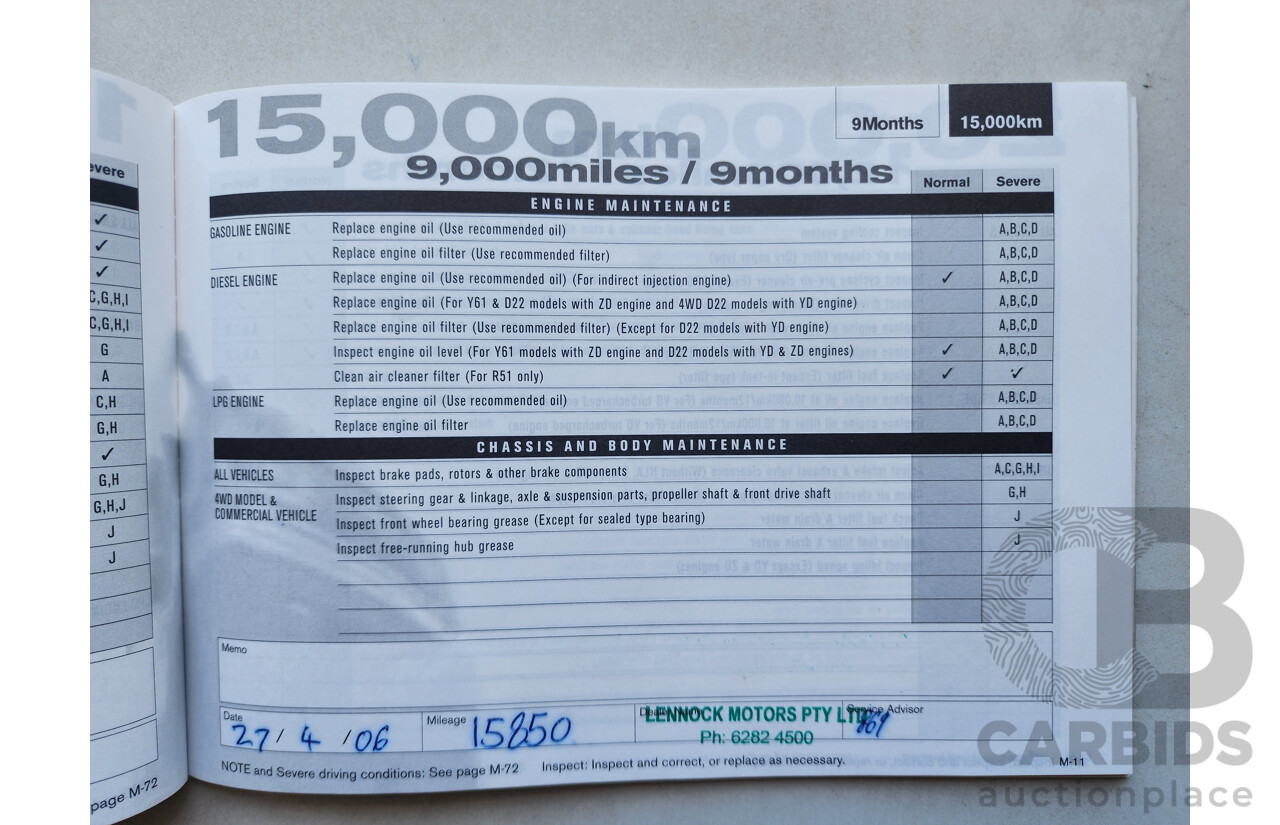 evere
✓
✓
✓
C,G,H,I
C,G,H,I
G
A
C,H
G,H
✓
G,H
G,H,J
J
J
page M-72
15,000km
9,000miles / 9months
9Months
15,000km
Normal Severe
ENGINE MAINTENANCE
GASOLINE ENGINE Replace engine oil (Use recommended oil) A,B,C,D
Replace engine oil filter (Use recommended filter) A,B,C,D
DIESEL ENGINE Replace engine oil (Use recommended oil) (For indirect injection engine) ✓ A,B,C,D
Replace engine oil (For Y61 & D22 models with ZD engine and 4WD D22 models with YD engine) A,B,C,D
Replace engine oil filter (Use recommended filter) (Except for D22 models with YD engine) A,B,C,D
Inspect engine oil level (For Y61 models with ZD engine and D22 models with YD & ZD engines) ✓ A,B,C,D
Clean air cleaner filter (For R51 only) ✓ ✓
LPG ENGINE Replace engine oil (Use recommended oil) A,B,C,D
Replace engine oil filter A,B,C,D
CHASSIS AND BODY MAINTENANCE
ALL VEHICLES Inspect brake pads, rotors & other brake components A,C,G,H,I
4WD MODEL & COMMERCIAL VEHICLE Inspect steering gear & linkage, axle & suspension parts, propeller shaft & front drive shaft G,H
Inspect front wheel bearing grease (Except for sealed type bearing) J
Inspect free-running hub grease J
Memo
Date 27 / 4 / 06
Mileage 15850
LENNOCK MOTORS PTY LTD
Ph: 6282 4500
Service Advisor
NOTE and Severe driving conditions: See page M-72 Inspect: Inspect and correct, or replace as necessary.
M-11
CB
CARBIDS
auctionplace